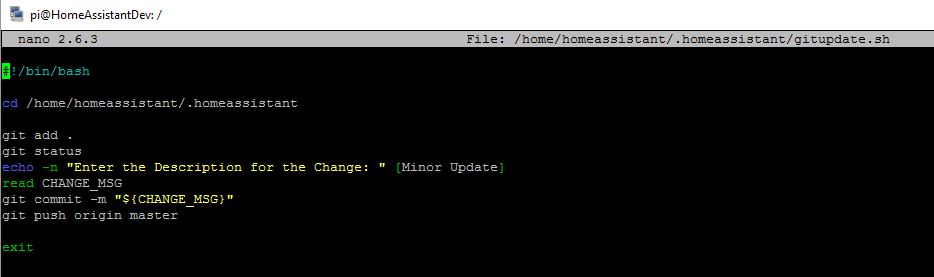 pi@HomeAssistantDev: /
nano 2.6.3 File: /home/homeassistant/.homeassistant/gitupdate.sh
#!/bin/bash
cd /home/homeassistant/.homeassistant
git add .
git status
echo -n "Enter the Description for the Change: " [Minor Update]
read CHANGE_MSG
git commit -m "${CHANGE_MSG}"
git push origin master
exit